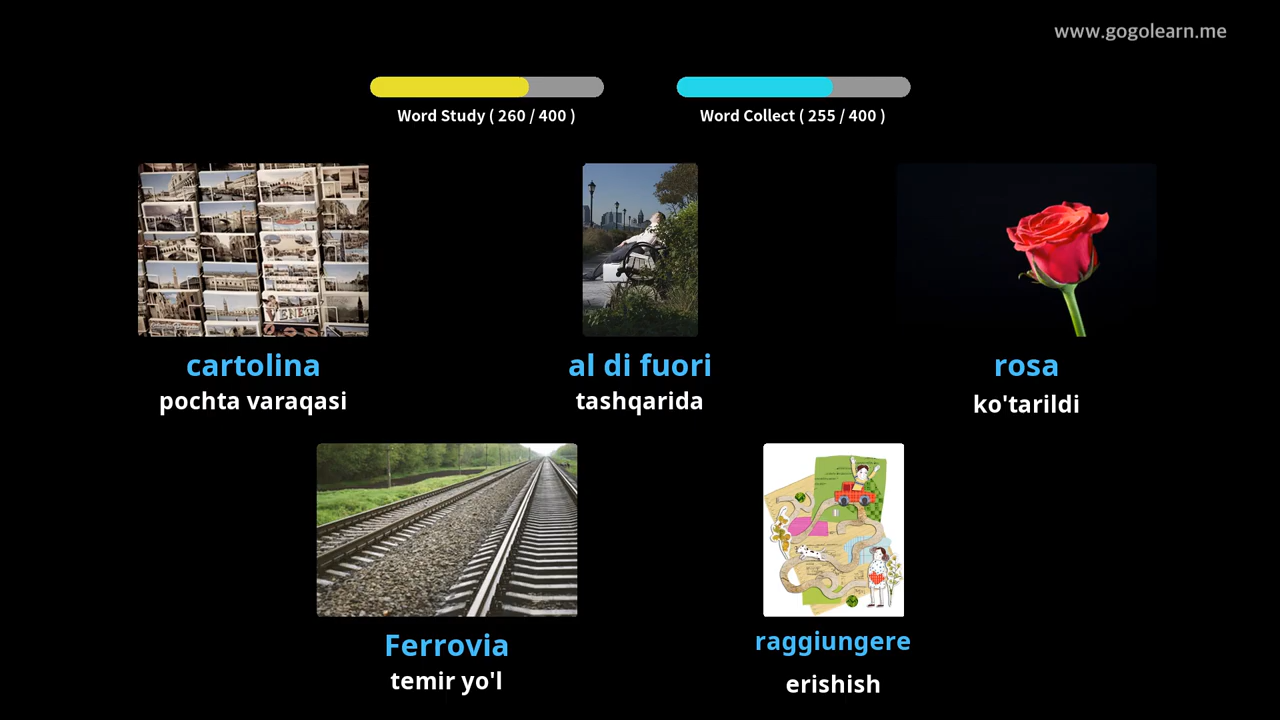 www.gogolearn.me
Word Study ( 260 / 400 )
Word Collect ( 255 / 400 )
cartolina
pochta varaqasi
al di fuori
tashqarida
rosa
ko'tarildi
Ferrovia
temir yo'l
raggiungere
erishish